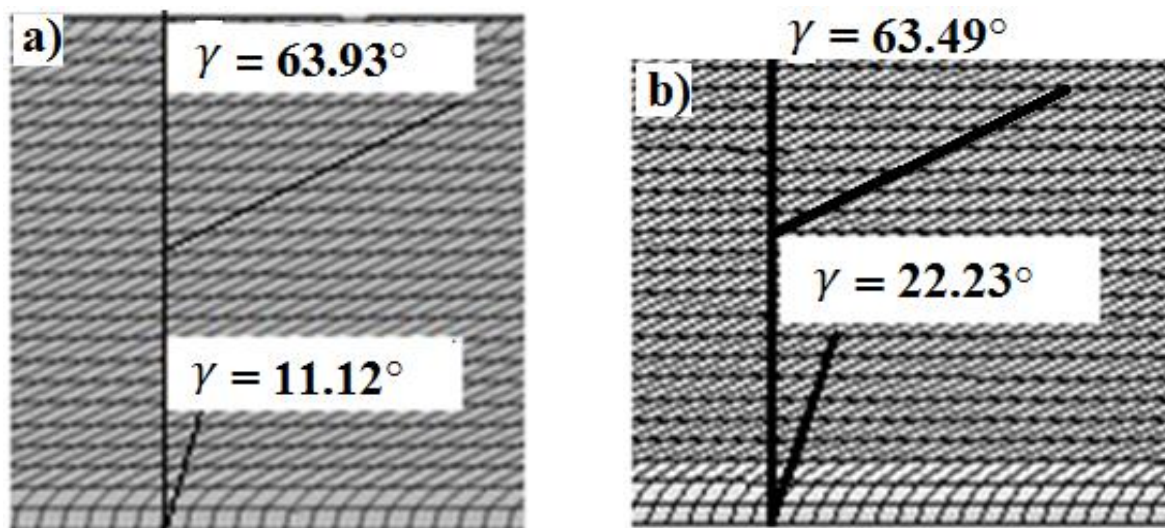 a)
γ = 63.93°
γ = 11.12°
b)
γ = 63.49°
γ = 22.23°